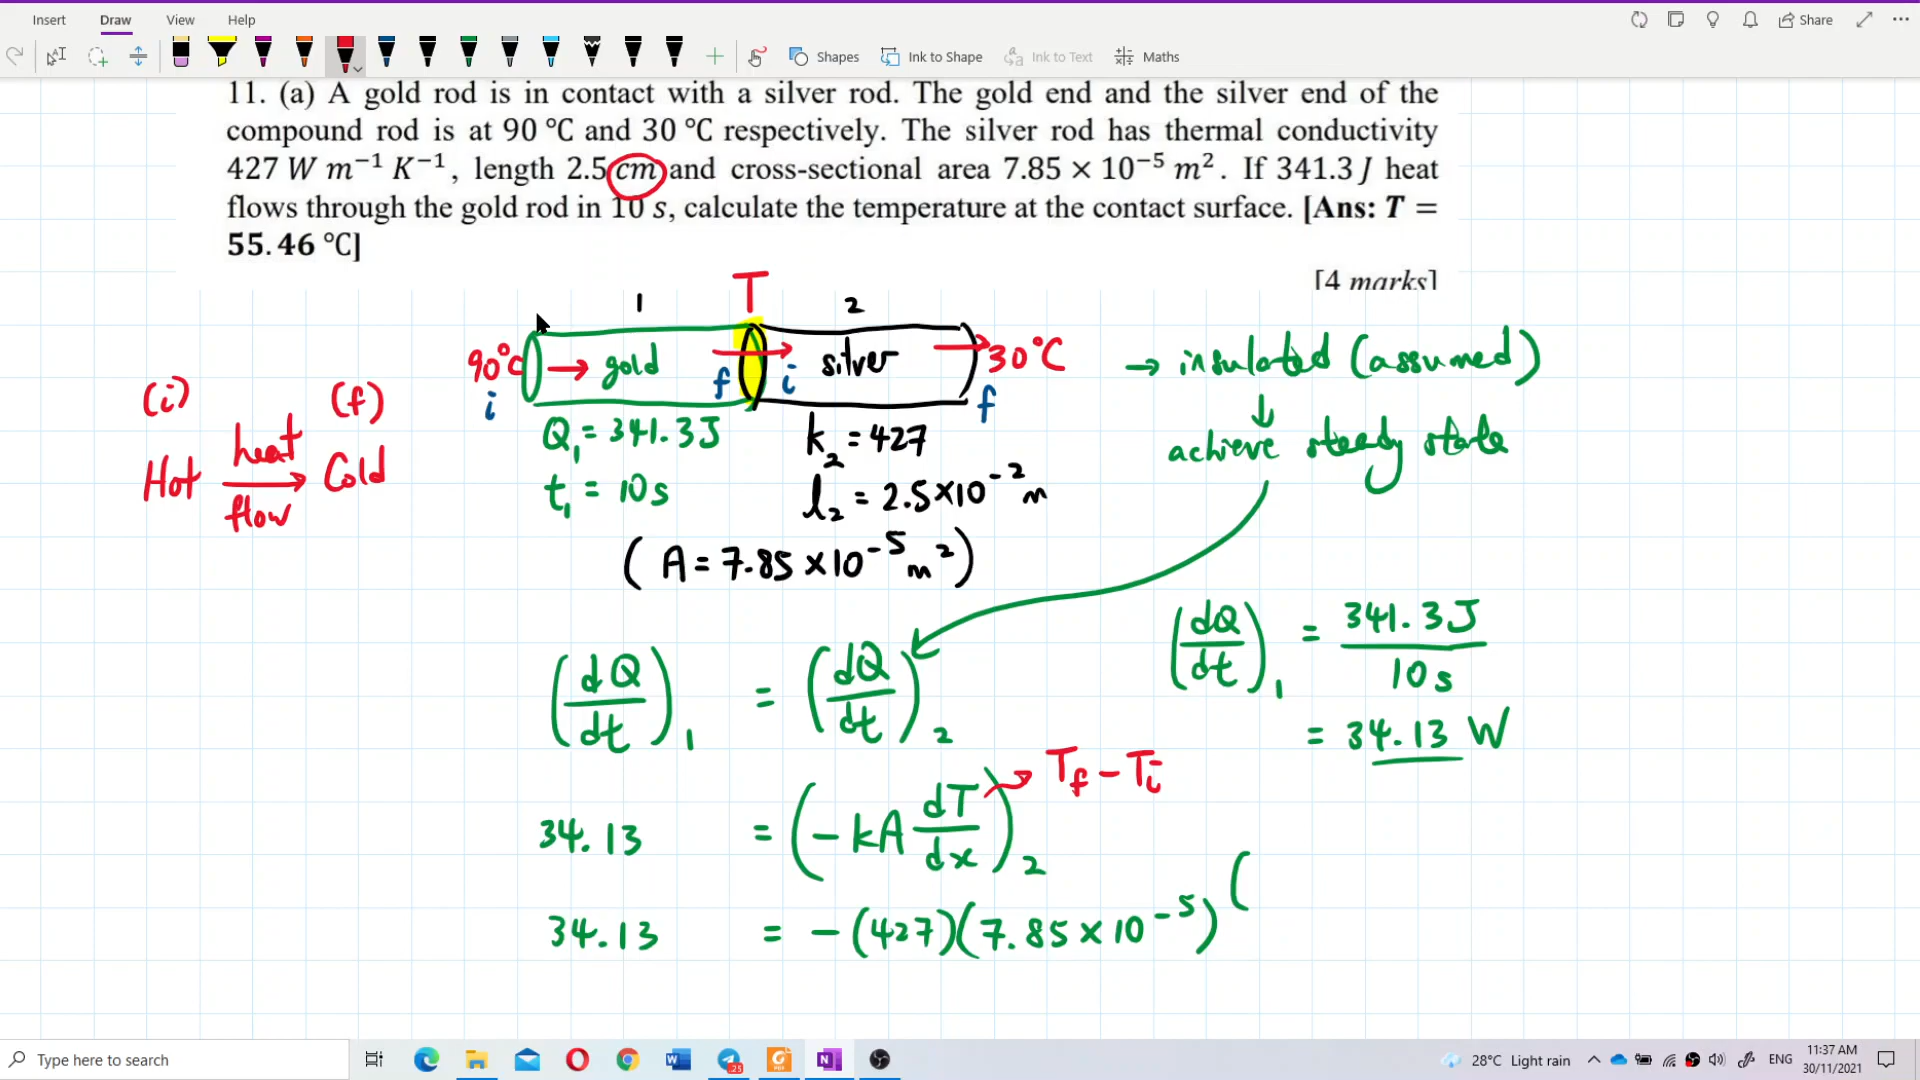 Insert Draw View Help
Share
Shapes Ink to Shape Ink to Text Maths
11. (a) A gold rod is in contact with a silver rod. The gold end and the silver end of the
compound rod is at 90 ℃ and 30 ℃ respectively. The silver rod has thermal conductivity
427 W m⁻¹ K⁻¹, length 2.5 cm and cross-sectional area 7.85 × 10⁻⁵ m². If 341.3 J heat
flows through the gold rod in 10 s, calculate the temperature at the contact surface. [Ans: T =
55.46 ℃]
[4 marks]
T
1 2
90°C → gold → silver → 30°C
i f i f
→ insulated (assumed)
↓
achieve steady state
(i) (f)
Hot heat flow → Cold
Q₁ = 341.3J
t₁ = 10s
k₂ = 427
l₂ = 2.5×10⁻² m
(A = 7.85 × 10⁻⁵ m²)
(dQ/dt)₁ = (dQ/dt)₂
(dQ/dt)₁ = 341.3J/10s
= 34.13 W
34.13 = (-kA dT/dx)₂ → Tf - Ti
34.13 = -(427)(7.85 × 10⁻⁵)(
Type here to search
25
28°C Light rain
ENG
11:37 AM
30/11/2021